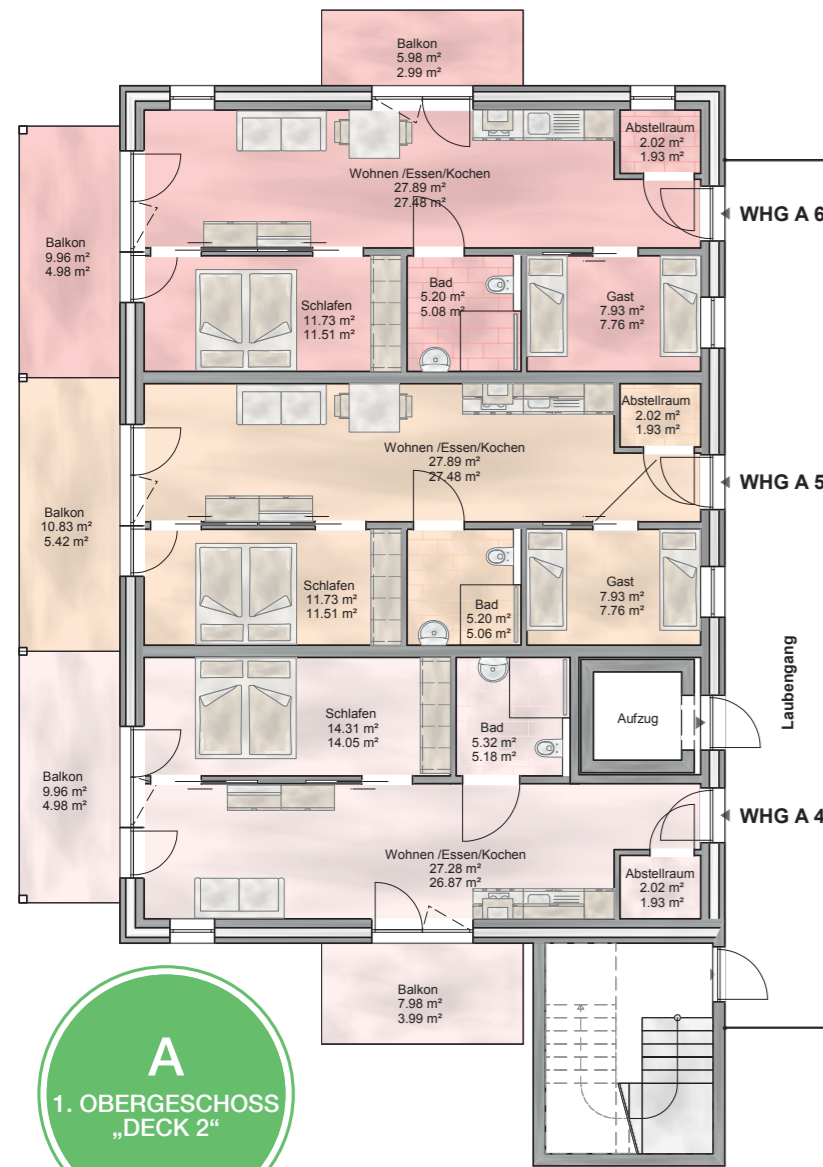 Balkon
5.98 m²
2.99 m²
Abstellraum
2.02 m²
1.93 m²
Wohnen /Essen/Kochen
27.89 m²
27.48 m²
WHG A 6
Balkon
9.96 m²
4.98 m²
Schlafen
11.73 m²
11.51 m²
Bad
5.20 m²
5.08 m²
Gast
7.93 m²
7.76 m²
Abstellraum
2.02 m²
1.93 m²
Wohnen /Essen/Kochen
27.89 m²
27.48 m²
WHG A 5
Balkon
10.83 m²
5.42 m²
Schlafen
11.73 m²
11.51 m²
Bad
5.20 m²
5.06 m²
Gast
7.93 m²
7.76 m²
Laubengang
Schlafen
14.31 m²
14.05 m²
Bad
5.32 m²
5.18 m²
Aufzug
Balkon
9.96 m²
4.98 m²
WHG A 4
Wohnen /Essen/Kochen
27.28 m²
26.87 m²
Abstellraum
2.02 m²
1.93 m²
Balkon
7.98 m²
3.99 m²
A
1. OBERGESCHOSS
„DECK 2“